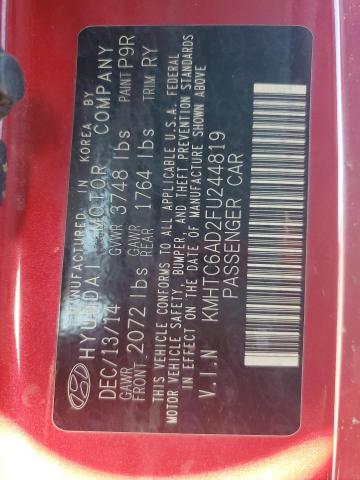 MANUFACTURED IN KOREA BY
HYUNDAI MOTOR COMPANY
DEC/13/14 GVWR 3748 lbs PAINT P9R
GAWR FRONT 2072 lbs GAWR REAR 1764 lbs TRIM RY
THIS VEHICLE CONFORMS TO ALL APPLICABLE U.S.A. FEDERAL
MOTOR VEHICLE SAFETY, BUMPER, AND THEFT PREVENTION STANDARDS
IN EFFECT ON THE DATE OF MANUFACTURE SHOWN ABOVE
V.I.N KMHTC6AD2FU244819
PASSENGER CAR